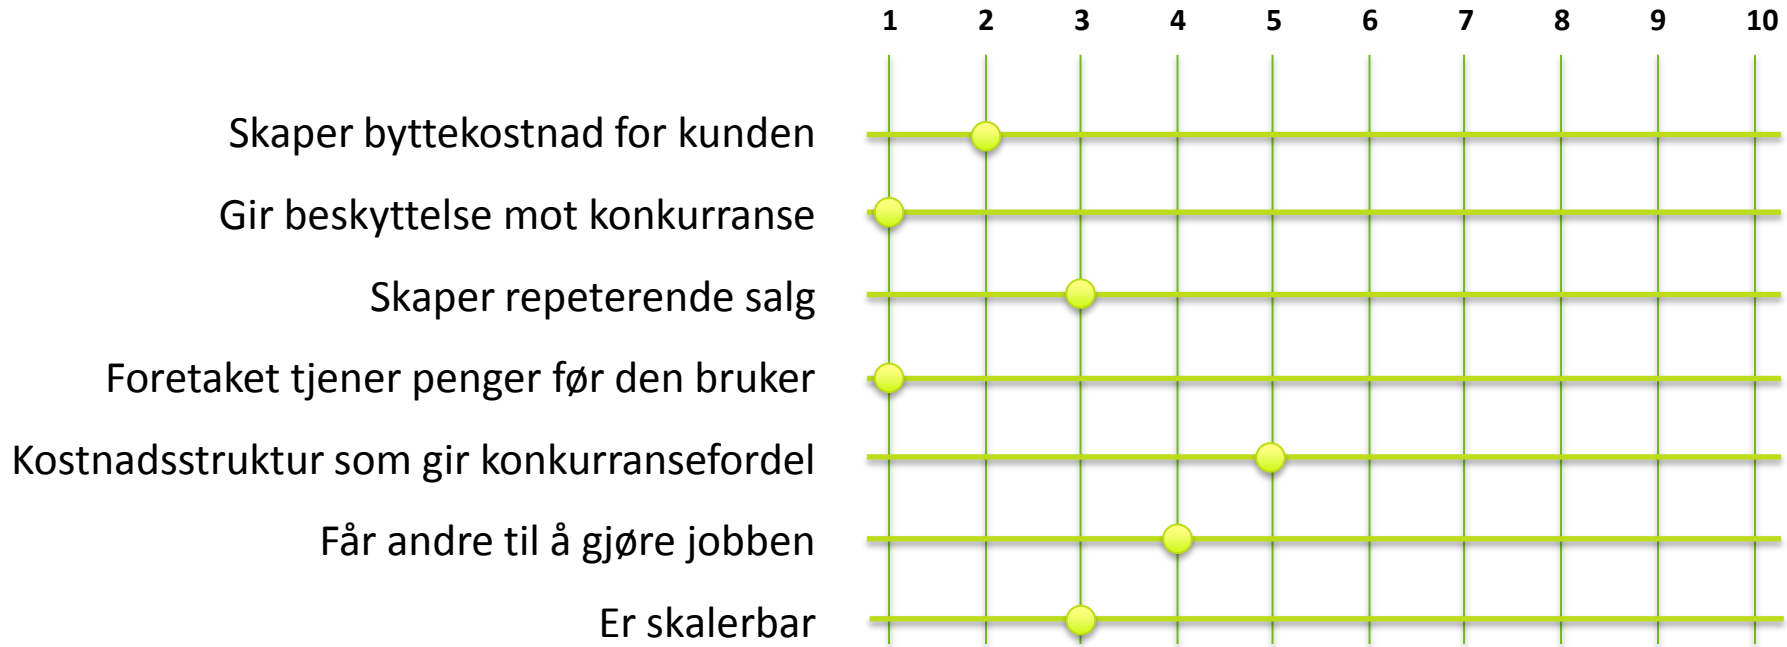 1 2 3 4 5 6 7 8 9 10
Skaper byttekostnad for kunden
Gir beskyttelse mot konkurranse
Skaper repeterende salg
Foretaket tjener penger før den bruker
Kostnadsstruktur som gir konkurransefordel
Får andre til å gjøre jobben
Er skalerbar